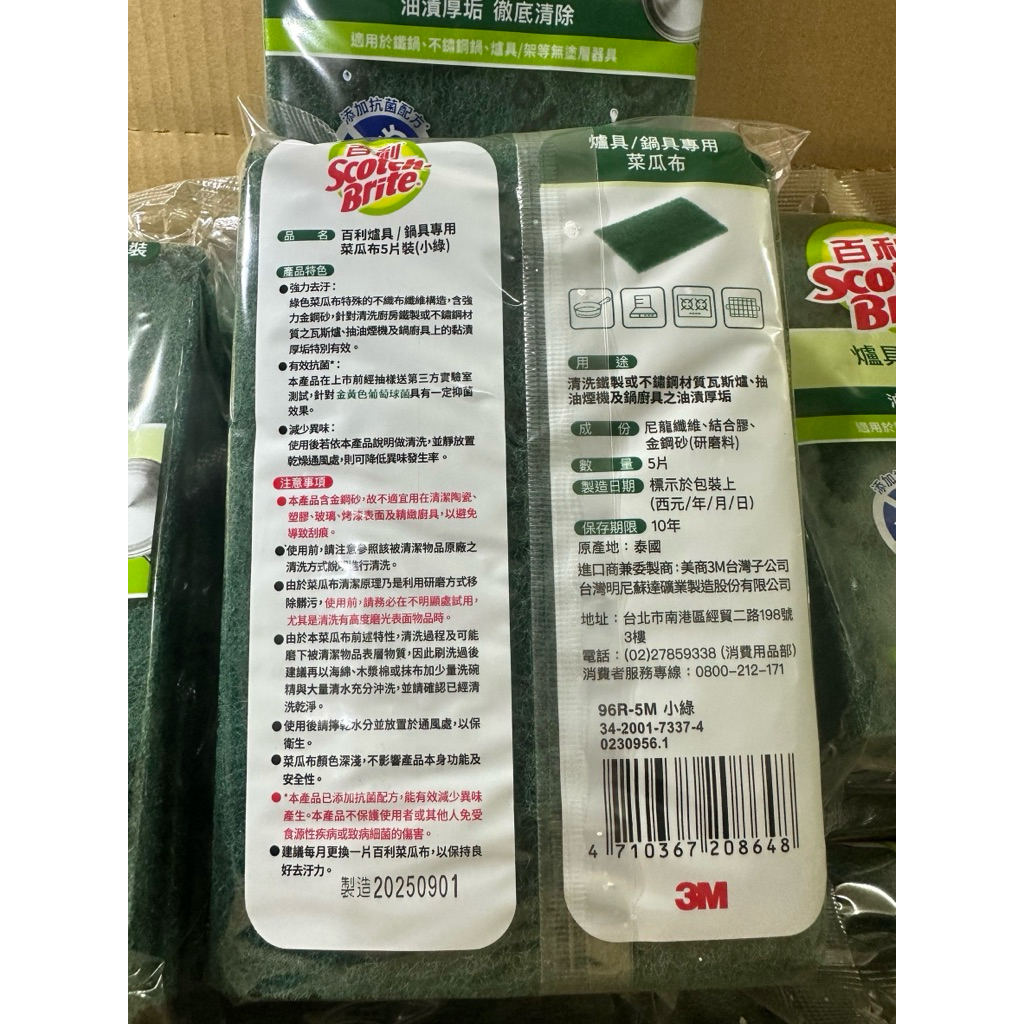 油漬厚垢 徹底清除
適用於鐵鍋、不鏽鋼鍋、爐具/架等無塗層器具
添加抗菌配方*
百利
Scotch-
Brite
品 名 百利爐具/鍋具專用
菜瓜布5片裝(小綠)
產品特色
●強力去汙:
綠色菜瓜布特殊的不織布纖維構造,含強
力金鋼砂,針對清洗廚房鐵製或不鏽鋼材
質之瓦斯爐、抽油煙機及鍋廚具上的黏漬
厚垢特別有效。
●有效抗菌*:
本產品在上市前經抽樣送第三方實驗室
測試,針對金黃色葡萄球菌具有一定抑菌
效果。
●減少異味:
使用後若依本產品說明做清洗,並靜放置
乾燥通風處,則可降低異味發生率。
注意事項
●本產品含金鋼砂,故不適宜用在清潔陶瓷、
塑膠、玻璃、烤漆表面及精緻廚具,以避免
導致刮痕。
●使用前,請注意參照該被清潔物品原廠之
清洗方式說明進行清洗。
●由於菜瓜布清潔原理乃是利用研磨方式移
除髒污,使用前,請務必在不明顯處試用,
尤其是清洗有高度磨光表面物品時。
●由於本菜瓜布前述特性,清洗過程及可能
磨下被清潔物品表層物質,因此刷洗過後
建議再以海綿、木漿棉或抹布加少量洗碗
精與大量清水充分沖洗,並請確認已經清
洗乾淨。
●使用後請擰乾水分並放置於通風處,以保
衛生。
●菜瓜布顏色深淺,不影響產品本身功能及
安全性。
●*本產品已添加抗菌配方,能有效減少異味
產生。本產品不保護使用者或其他人免受
食源性疾病或致病細菌的傷害。
●建議每月更換一片百利菜瓜布,以保持良
好去汙力。
製造20250901
爐具/鍋具專用
菜瓜布
用 途
清洗鐵製或不鏽鋼材質瓦斯爐、抽
油煙機及鍋廚具之油漬厚垢
成 份 尼龍纖維、結合膠、
金鋼砂(研磨料)
數 量 5片
製造日期 標示於包裝上
(西元/年/月/日)
保存期限 10年
原產地:泰國
進口商兼委製商:美商3M台灣子公司
台灣明尼蘇達礦業製造股份有限公司
地址:台北市南港區經貿二路198號
3樓
電話:(02)27859338 (消費用品部)
消費者服務專線:0800-212-171
96R-5M 小綠
34-2001-7337-4
0230956.1
4 710367 208648
3M
裝
百利
Sco
Br
爐具
適用於
添加